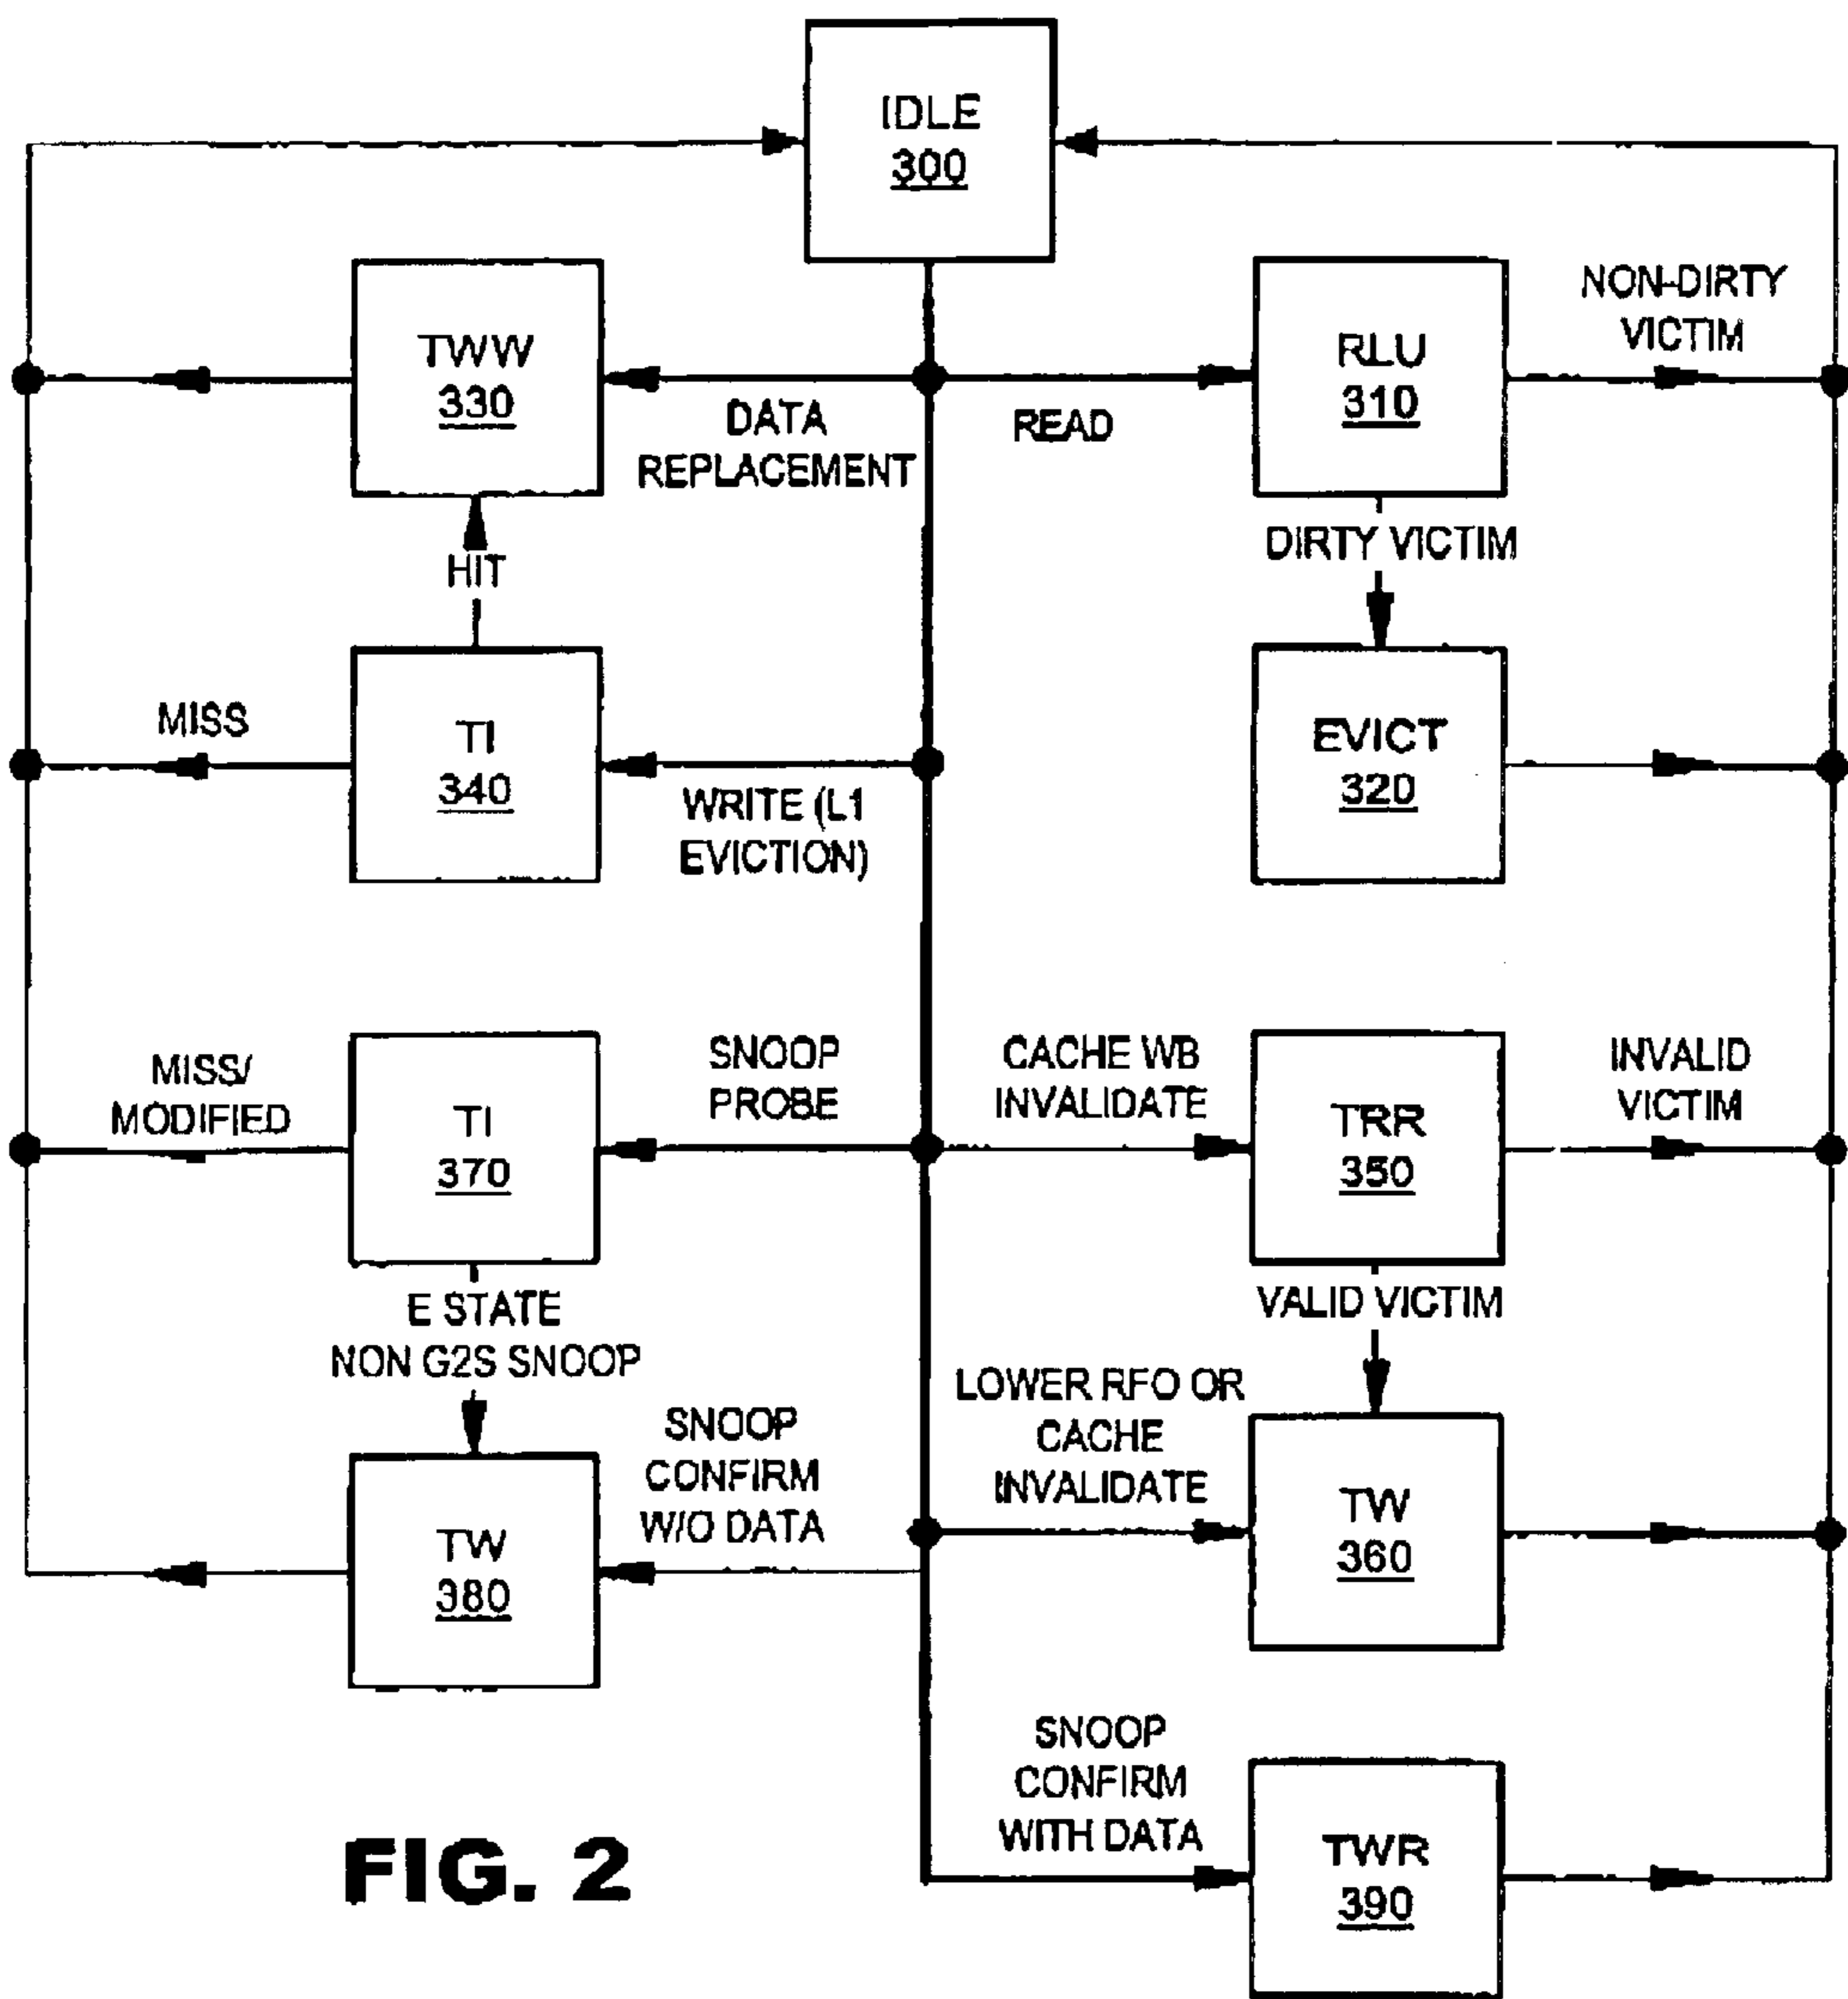 IDLE
300
TWW
330
DATA
REPLACEMENT
READ
RLU
310
NON-DIRTY
VICTIM
HIT
DIRTY VICTIM
MISS
TI
340
WRITE (L1
EVICTION)
EVICT
320
MISS/
MODIFIED
TI
370
SNOOP
PROBE
CACHE WB
INVALIDATE
TRR
350
INVALID
VICTIM
E STATE
NON G2S SNOOP
VALID VICTIM
TW
380
SNOOP
CONFIRM
W/O DATA
LOWER RFO OR
CACHE
INVALIDATE
TW
360
SNOOP
CONFIRM
WITH DATA
TWR
390
FIG. 2